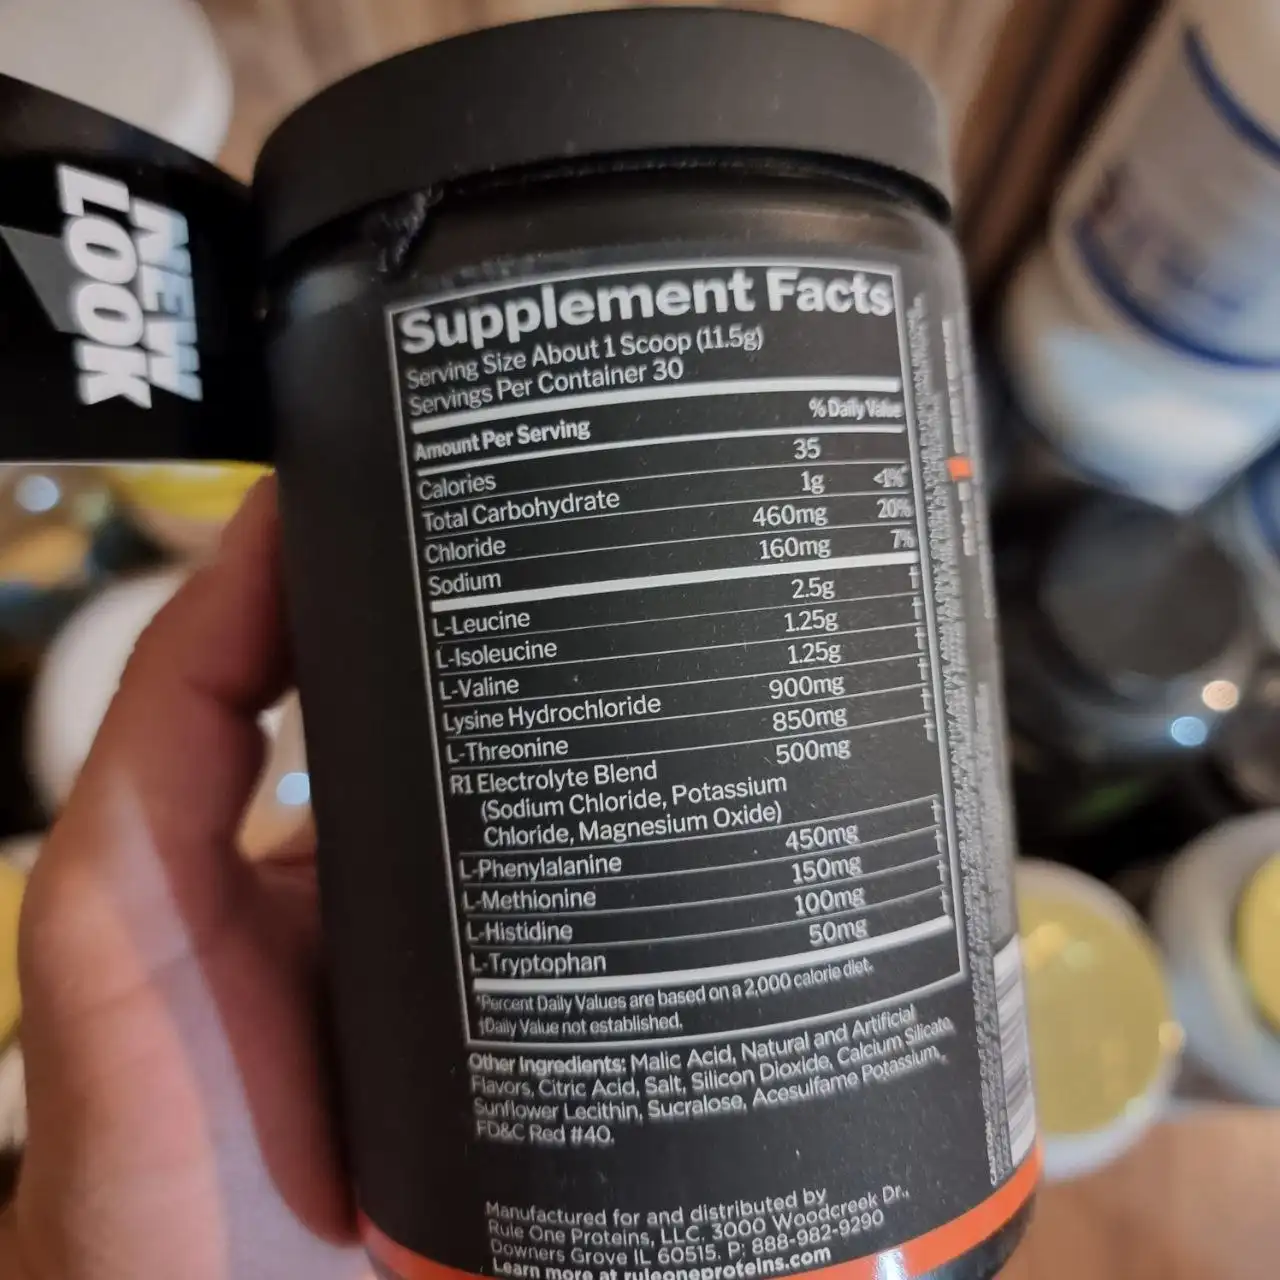 NEW
LOOK
Supplement Facts
Serving Size About 1 Scoop (11.5g)
Servings Per Container 30
Amount Per Serving % Daily Value
Calories 35
Total Carbohydrate 1g <1%*
Chloride 460mg 20%
Sodium 160mg 7%
L-Leucine 2.5g †
L-Isoleucine 1.25g †
L-Valine 1.25g †
Lysine Hydrochloride 900mg †
L-Threonine 850mg †
R1 Electrolyte Blend 500mg †
(Sodium Chloride, Potassium
Chloride, Magnesium Oxide)
L-Phenylalanine 450mg †
L-Methionine 150mg †
L-Histidine 100mg †
L-Tryptophan 50mg †
*Percent Daily Values are based on a 2,000 calorie diet.
†Daily Value not established.
Other Ingredients: Malic Acid, Natural and Artificial
Flavors, Citric Acid, Salt, Silicon Dioxide, Calcium Silicate,
Sunflower Lecithin, Sucralose, Acesulfame Potassium,
FD&C Red #40.
Manufactured for and distributed by
Rule One Proteins, LLC. 3000 Woodcreek Dr.,
Downers Grove IL 60515. P: 888-982-9290
Learn more at ruleoneproteins.com